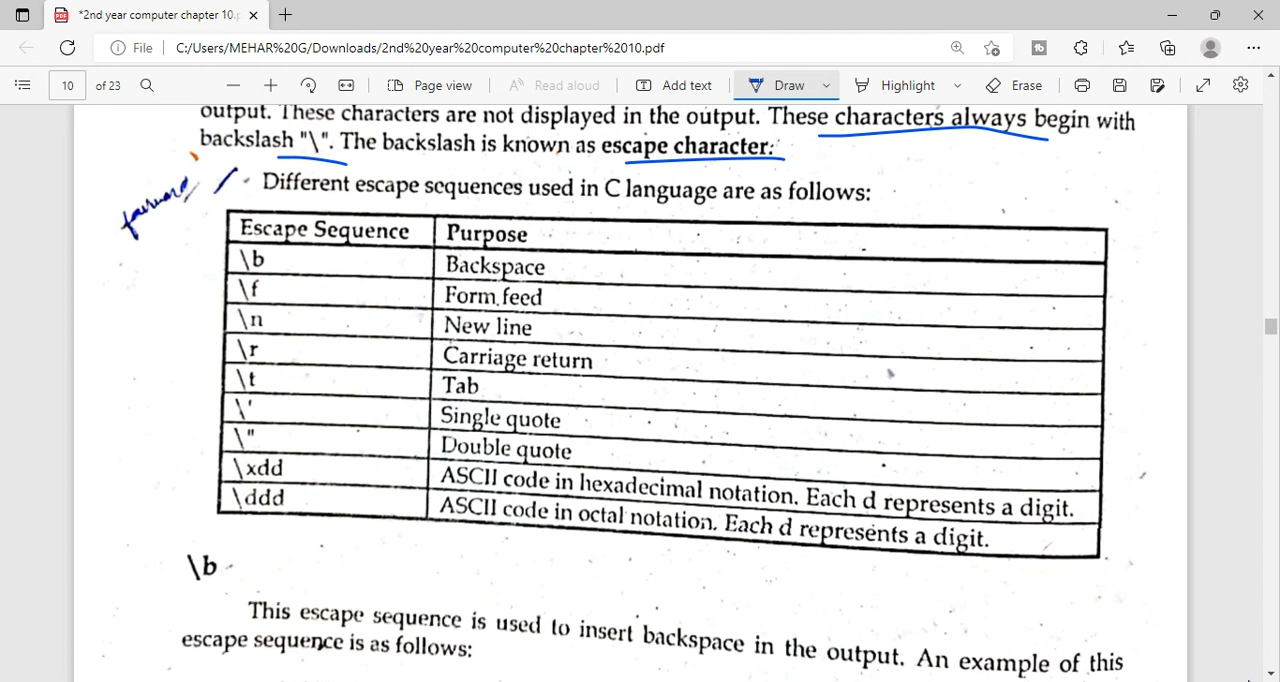 *2nd year computer chapter 10.p
File
C:/Users/MEHAR%20G/Downloads/2nd%20year%20computer%20chapter%2010.pdf
10 of 23
Page view
Read aloud
Add text
Draw
Highlight
Erase
output. These characters are not displayed in the output. These characters always begin with
backslash "\". The backslash is known as escape character.
forward /
Different escape sequences used in C language are as follows:
Escape Sequence Purpose
\b Backspace
\f Form feed
\n New line
\r Carriage return
\t Tab
\' Single quote
\" Double quote
\xdd ASCII code in hexadecimal notation. Each d represents a digit.
\ddd ASCII code in octal notation. Each d represents a digit.
\b
This escape sequence is used to insert backspace in the output. An example of this
escape sequence is as follows: